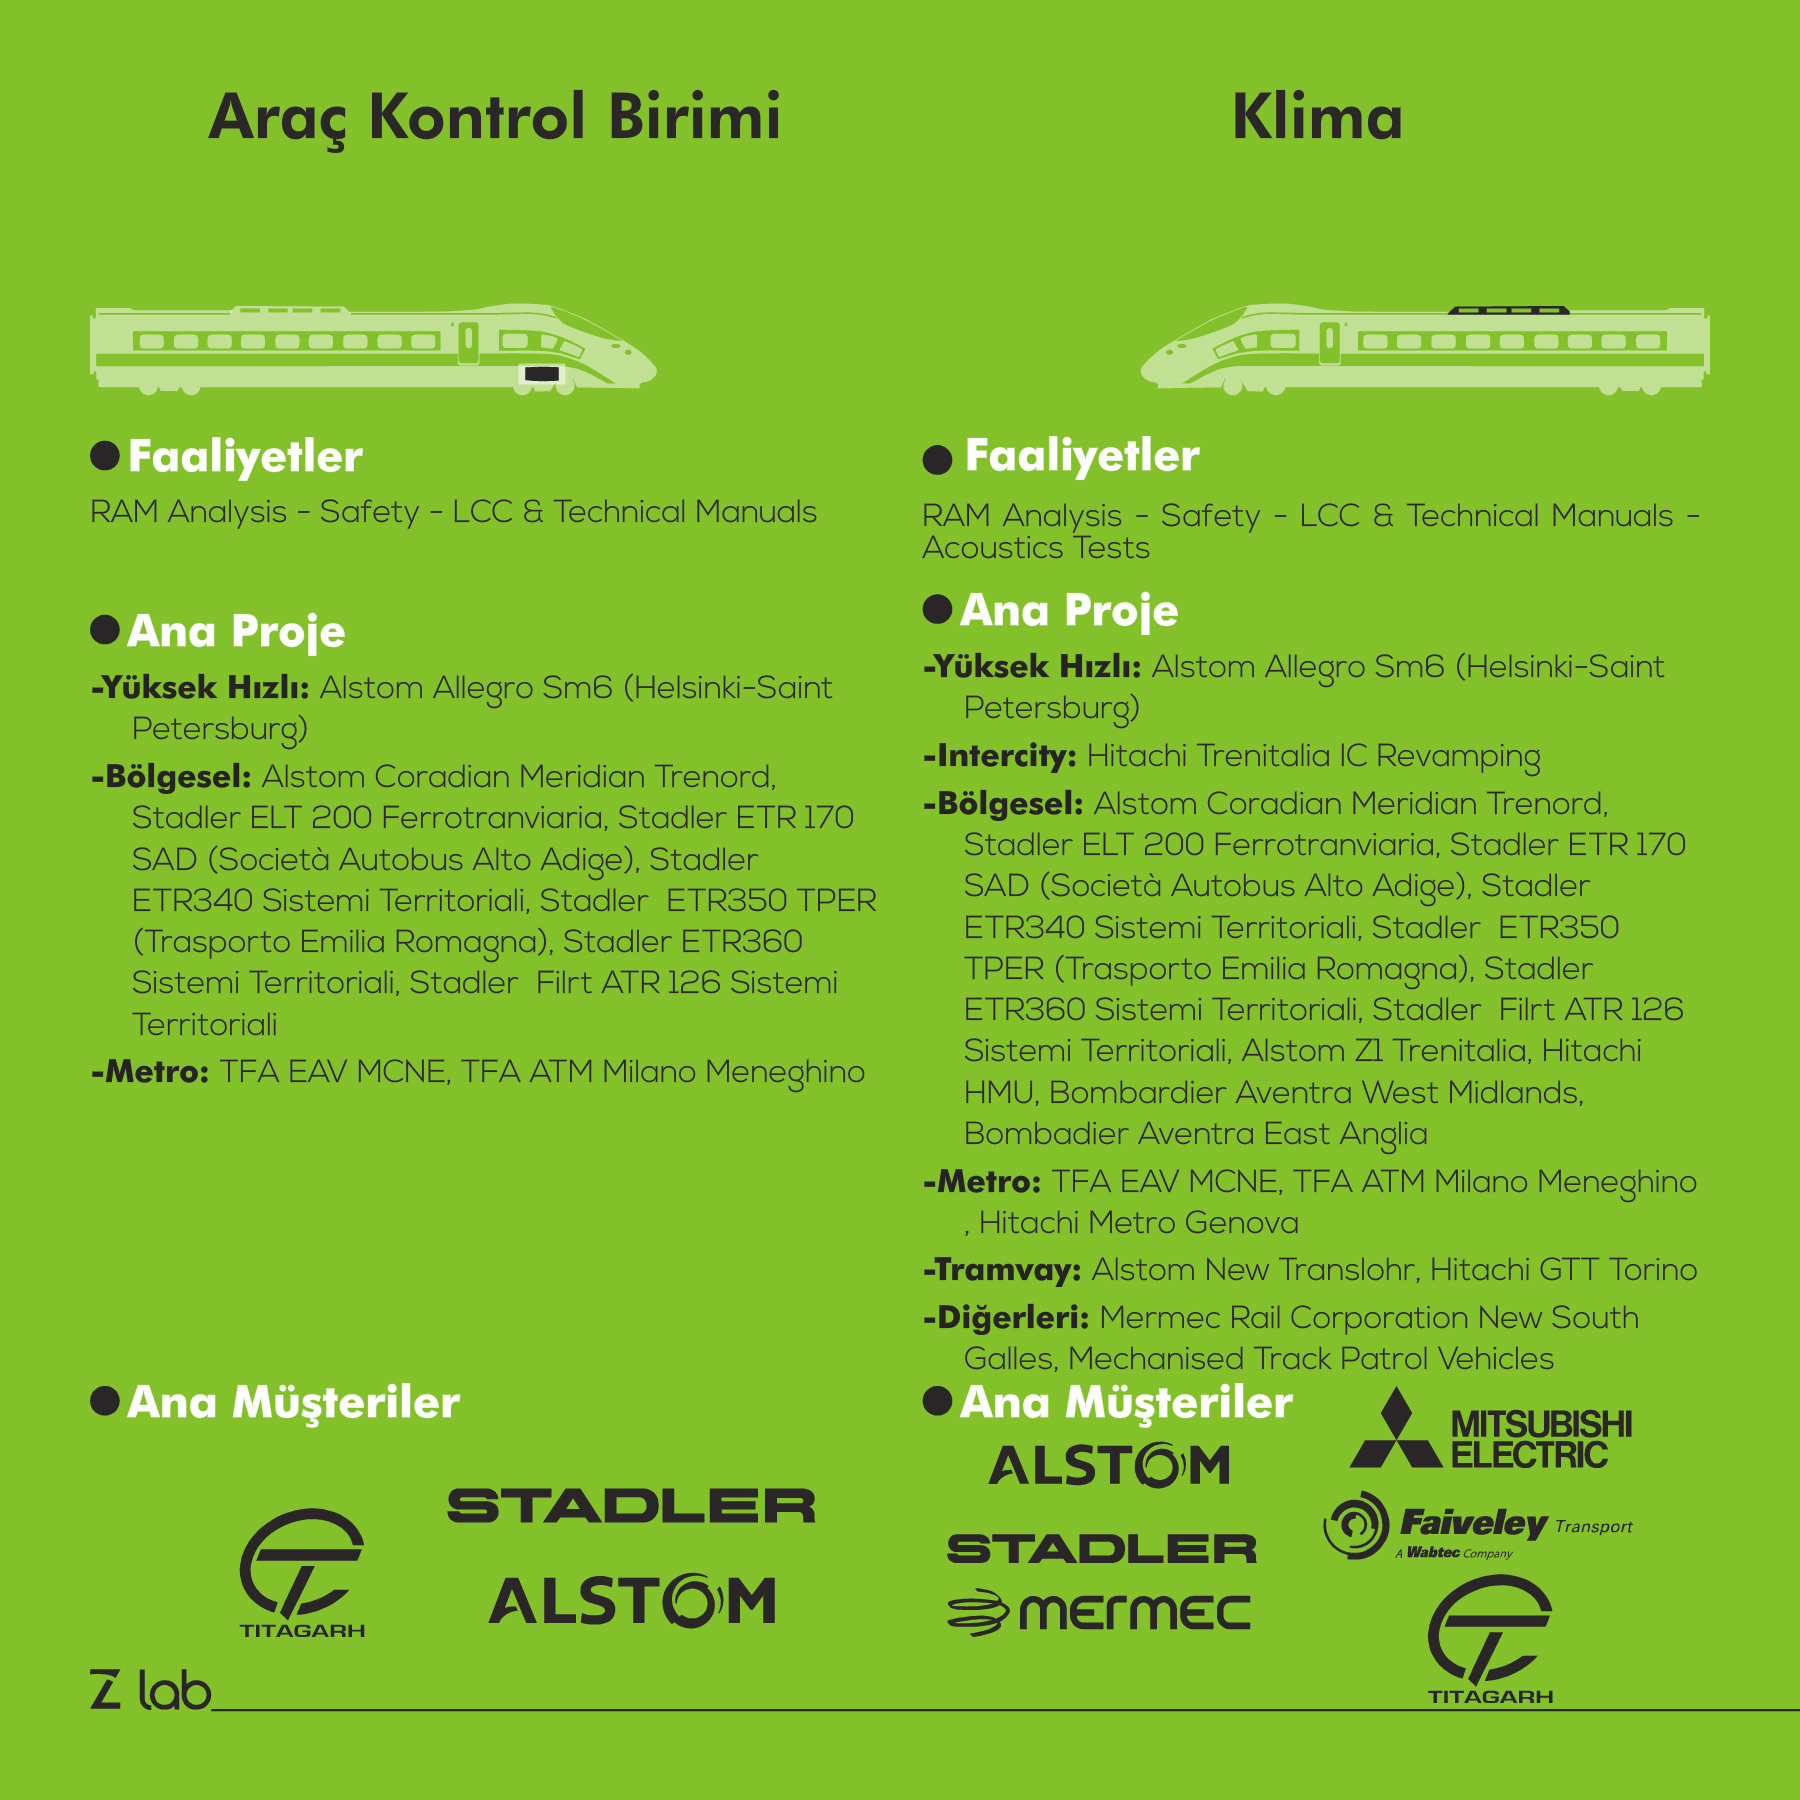 Araç Kontrol Birimi
Faaliyetler
RAM Analysis - Safety - LCC & Technical Manuals
Ana Proje
-Yüksek Hızlı: Alstom Allegro Sm6 (Helsinki-Saint
Petersburg)
-Bölgesel: Alstom Coradian Meridian Trenord,
Stadler ELT 200 Ferrotranviaria, Stadler ETR 170
SAD (Società Autobus Alto Adige), Stadler
ETR340 Sistemi Territoriali, Stadler ETR350 TPER
(Trasporto Emilia Romagna), Stadler ETR360
Sistemi Territoriali, Stadler Filrt ATR 126 Sistemi
Territoriali
-Metro: TFA EAV MCNE, TFA ATM Milano Meneghino
Ana Müşteriler
STADLER
TITAGARH
ALSTOM
Klima
Faaliyetler
RAM Analysis - Safety - LCC & Technical Manuals -
Acoustics Tests
Ana Proje
-Yüksek Hızlı: Alstom Allegro Sm6 (Helsinki-Saint
Petersburg)
-Intercity: Hitachi Trenitalia IC Revamping
-Bölgesel: Alstom Coradian Meridian Trenord,
Stadler ELT 200 Ferrotranviaria, Stadler ETR 170
SAD (Società Autobus Alto Adige), Stadler
ETR340 Sistemi Territoriali, Stadler ETR350
TPER (Trasporto Emilia Romagna), Stadler
ETR360 Sistemi Territoriali, Stadler Filrt ATR 126
Sistemi Territoriali, Alstom Z1 Trenitalia, Hitachi
HMU, Bombardier Aventra West Midlands,
Bombadier Aventra East Anglia
-Metro: TFA EAV MCNE, TFA ATM Milano Meneghino
, Hitachi Metro Genova
-Tramvay: Alstom New Translohr, Hitachi GTT Torino
-Diğerleri: Mermec Rail Corporation New South
Galles, Mechanised Track Patrol Vehicles
Ana Müşteriler
ALSTOM
MITSUBISHI
ELECTRIC
STADLER
Faiveley Transport
A Wabtec Company
mermec
TITAGARH
Z lab